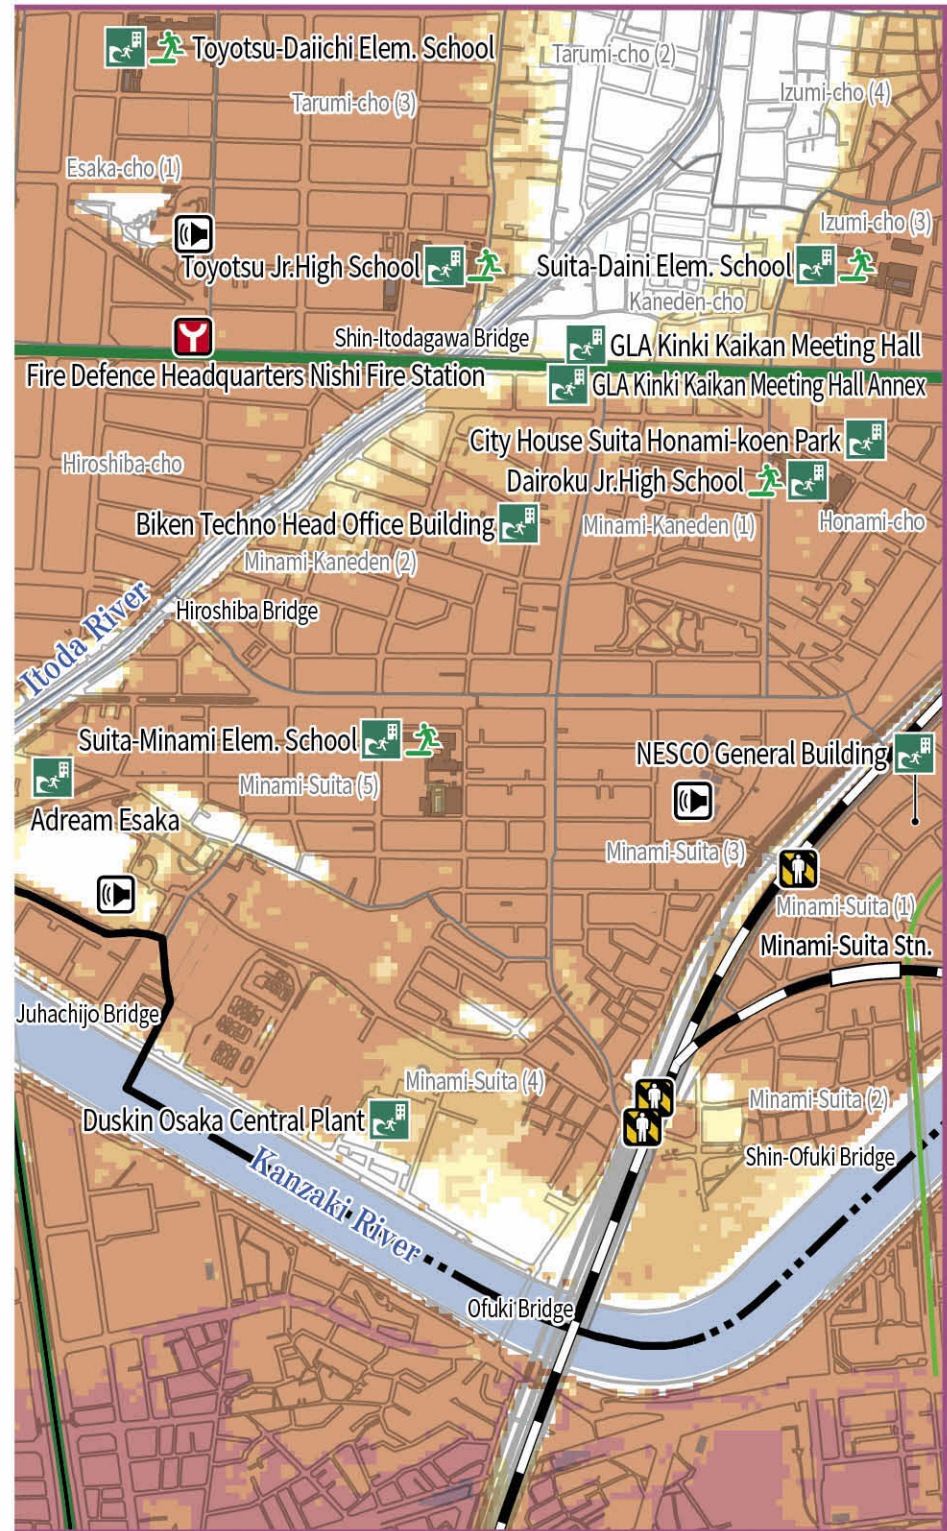 Toyotsu-Daiichi Elem. School
Tarumi-cho (2)
Izumi-cho (4)
Tarumi-cho (3)
Esaka-cho (1)
Izumi-cho (3)
Toyotsu Jr.High School
Suita-Daini Elem. School
Kaneden-cho
Shin-Itodagawa Bridge
GLA Kinki Kaikan Meeting Hall
Fire Defence Headquarters Nishi Fire Station
GLA Kinki Kaikan Meeting Hall Annex
City House Suita Honami-koen Park
Hiroshiba-cho
Dairoku Jr.High School
Biken Techno Head Office Building
Minami-Kaneden (1)
Honami-cho
Minami-Kaneden (2)
Hiroshiba Bridge
Itoda River
Suita-Minami Elem. School
NESCO General Building
Minami-Suita (5)
Adream Esaka
Minami-Suita (3)
Minami-Suita (1)
Minami-Suita Stn.
Juhachijo Bridge
Minami-Suita (4)
Minami-Suita (2)
Duskin Osaka Central Plant
Shin-Ofuki Bridge
Kanzaki River
Ofuki Bridge